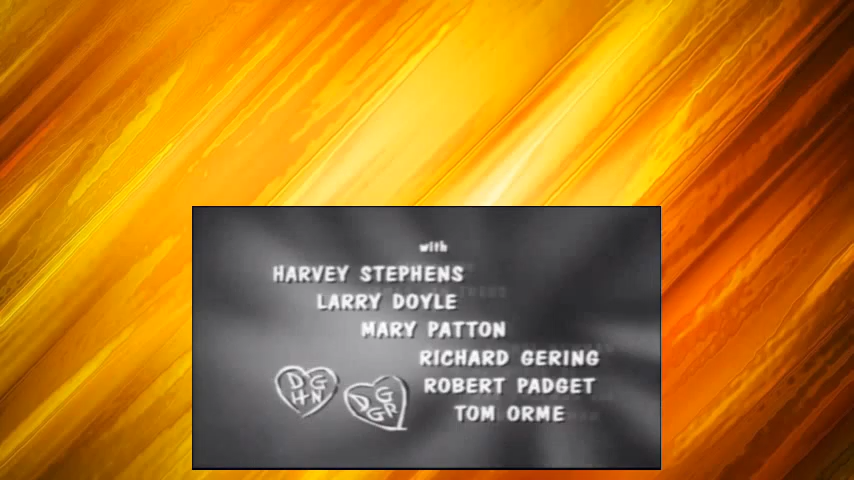 with
HARVEY STEPHENS
LARRY DOYLE
MARY PATTON
RICHARD GERING
ROBERT PADGET
TOM ORME
D G
H N
D G
G R